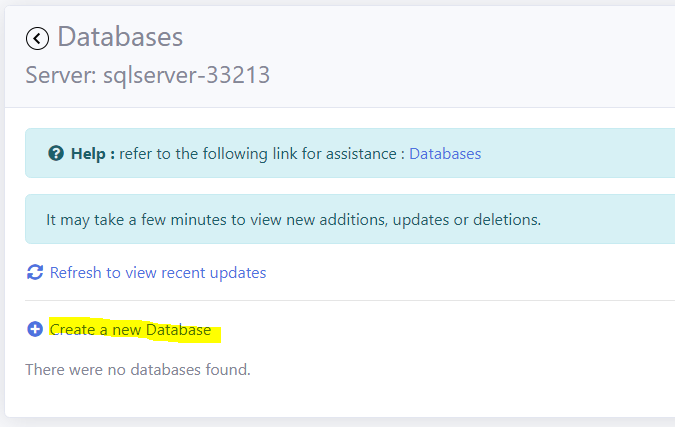 Databases
Server: sqlserver-33213
Help : refer to the following link for assistance : Databases
It may take a few minutes to view new additions, updates or deletions.
Refresh to view recent updates
Create a new Database
There were no databases found.